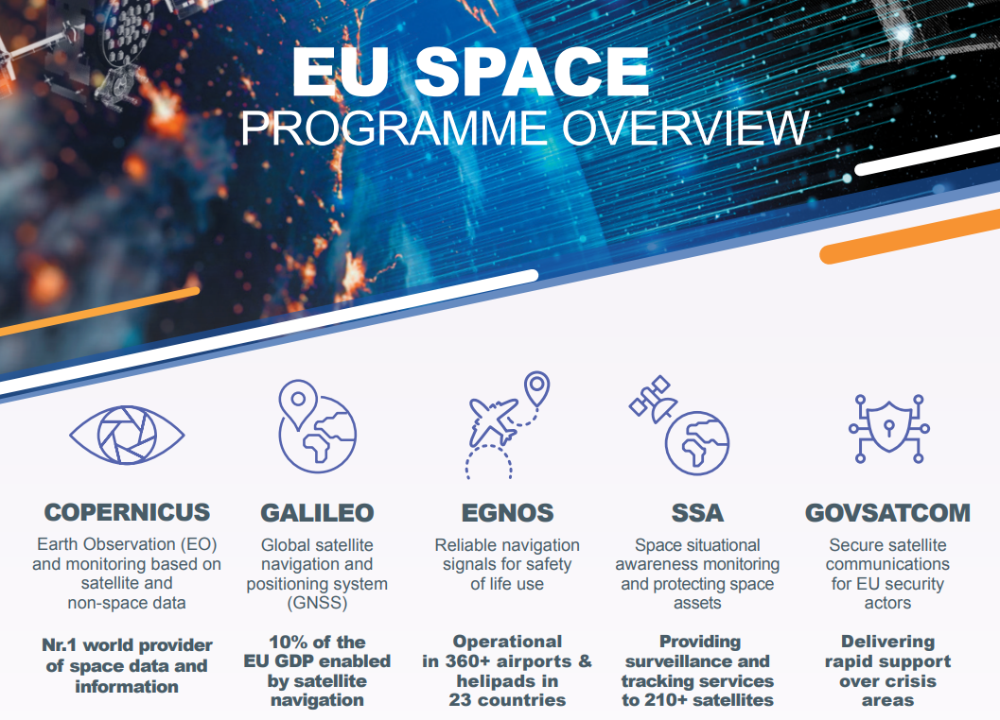 EU SPACE
PROGRAMME OVERVIEW
COPERNICUS
Earth Observation (EO)
and monitoring based on
satellite and
non-space data
Nr.1 world provider
of space data and
information
GALILEO
Global satellite
navigation and
positioning system
(GNSS)
10% of the
EU GDP enabled
by satellite
navigation
EGNOS
Reliable navigation
signals for safety
of life use
Operational
in 360+ airports &
helipads in
23 countries
SSA
Space situational
awareness monitoring
and protecting space
assets
Providing
surveillance and
tracking services
to 210+ satellites
GOVSATCOM
Secure satellite
communications
for EU security
actors
Delivering
rapid support
over crisis
areas